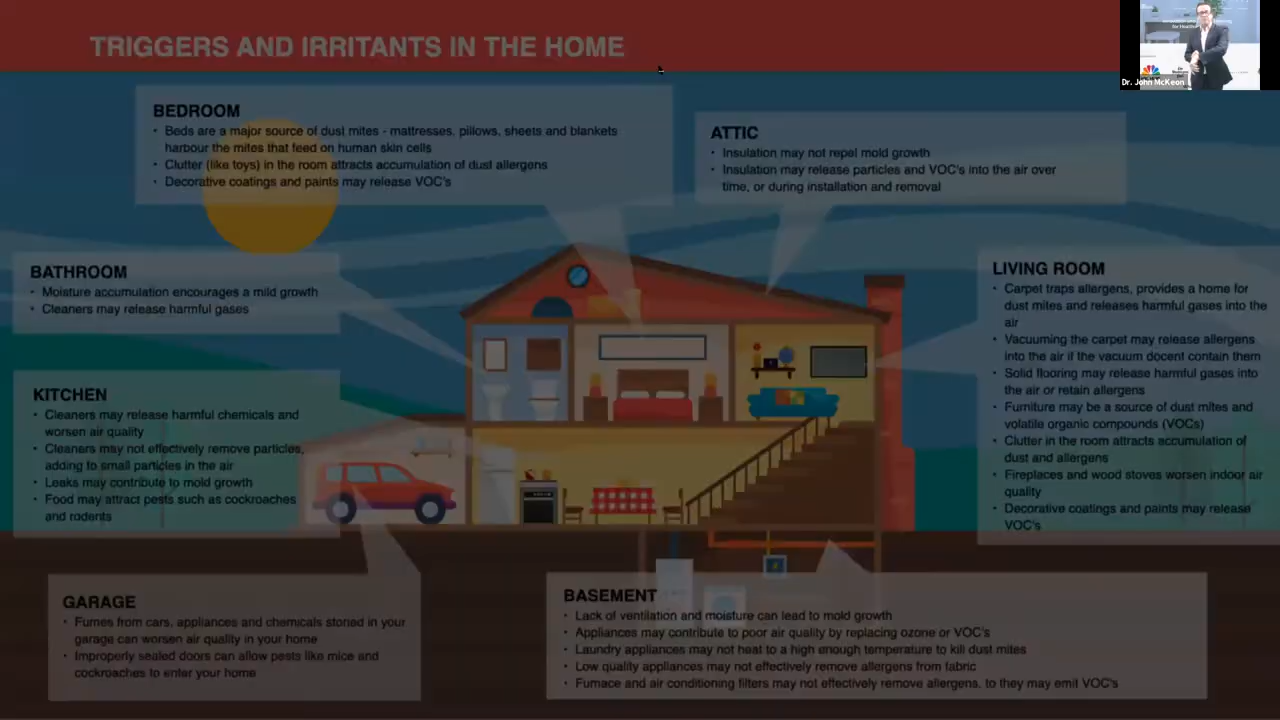 TRIGGERS AND IRRITANTS IN THE HOME
Dr. John McKeon
BEDROOM
• Beds are a major source of dust mites - mattresses, pillows, sheets and blankets
harbour the mites that feed on human skin cells
• Clutter (like toys) in the room attracts accumulation of dust allergens
• Decorative coatings and paints may release VOC's
ATTIC
• Insulation may not repel mold growth
• Insulation may release particles and VOC's into the air over
time, or during installation and removal
BATHROOM
• Moisture accumulation encourages a mild growth
• Cleaners may release harmful gases
LIVING ROOM
• Carpet traps allergens, provides a home for
dust mites and releases harmful gases into the
air
• Vacuuming the carpet may release allergens
into the air if the vacuum docent contain them
• Solid flooring may release harmful gases into
the air or retain allergens
• Furniture may be a source of dust mites and
volatile organic compounds (VOCs)
• Clutter in the room attracts accumulation of
dust and allergens
• Fireplaces and wood stoves worsen indoor air
quality
• Decorative coatings and paints may release
VOC's
KITCHEN
• Cleaners may release harmful chemicals and
worsen air quality
• Cleaners may not effectively remove particles,
adding to small particles in the air
• Leaks may contribute to mold growth
• Food may attract pests such as cockroaches
and rodents
GARAGE
• Fumes from cars, appliances and chemicals stored in your
garage can worsen air quality in your home
• Improperly sealed doors can allow pests like mice and
cockroaches to enter your home
BASEMENT
• Lack of ventilation and moisture can lead to mold growth
• Appliances may contribute to poor air quality by replacing ozone or VOC's
• Laundry appliances may not heat to a high enough temperature to kill dust mites
• Low quality appliances may not effectively remove allergens from fabric
• Furnace and air conditioning filters may not effectively remove allergens, to they may emit VOC's